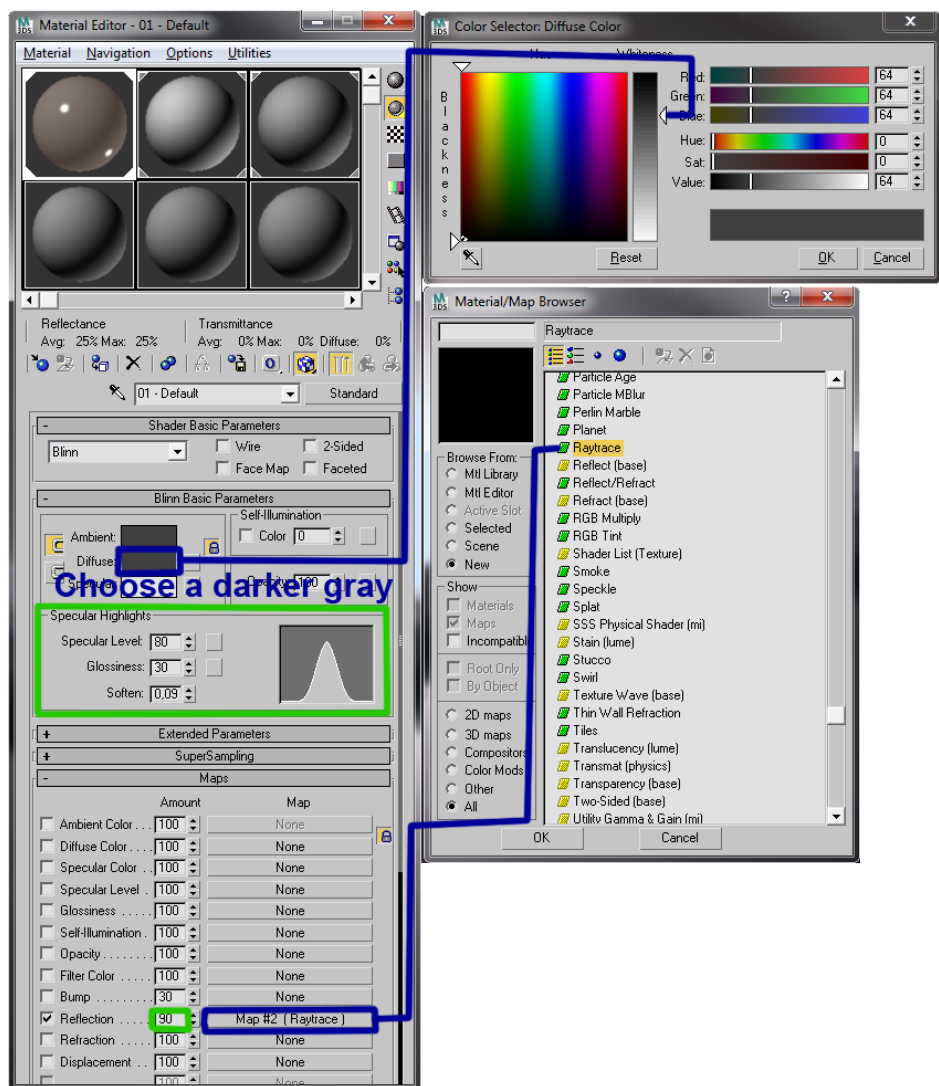 Material Editor - 01 - Default
Material Navigation Options Utilities
Reflectance
Avg: 25% Max: 25%
Transmittance
Avg: 0% Max: 0% Diffuse: 0%
01 - Default
Standard
Shader Basic Parameters
Blinn
Wire
2-Sided
Face Map
Faceted
Blinn Basic Parameters
Self-Illumination
Ambient:
Color 0
Diffuse:
Specular:
Opacity: 100
Choose a darker gray
Specular Highlights
Specular Level: 80
Glossiness: 30
Soften: 0,09
Extended Parameters
SuperSampling
Maps
Amount Map
Ambient Color . . . 100 None
Diffuse Color . . . . 100 None
Specular Color . . 100 None
Specular Level . 100 None
Glossiness . . . . . 100 None
Self-Illumination . 100 None
Opacity . . . . . . . . 100 None
Filter Color . . . . . 100 None
Bump . . . . . . . . . 30 None
Reflection . . . . . 90 Map #2 ( Raytrace )
Refraction . . . . . 100 None
Displacement . . 100 None
100 None
Color Selector: Diffuse Color
Hue Whiteness
Blackness
Red: 64
Green: 64
Blue: 64
Hue: 0
Sat: 0
Value: 64
Reset
OK
Cancel
Material/Map Browser
Raytrace
Browse From:
Mtl Library
Mtl Editor
Active Slot
Selected
Scene
New
Show
Materials
Maps
Incompatible
Root Only
By Object
2D maps
3D maps
Compositors
Color Mods
Other
All
Particle Age
Particle MBlur
Perlin Marble
Planet
Raytrace
Reflect (base)
Reflect/Refract
Refract (base)
RGB Multiply
RGB Tint
Shader List (Texture)
Smoke
Speckle
Splat
SSS Physical Shader (mi)
Stain (lume)
Stucco
Swirl
Texture Wave (base)
Thin Wall Refraction
Tiles
Translucency (lume)
Transmat (physics)
Transparency (base)
Two-Sided (base)
Utility Gamma & Gain (mi)
OK
Cancel